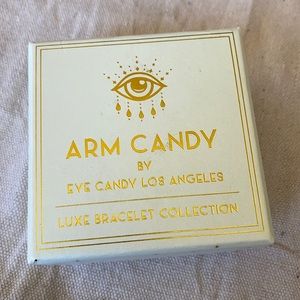 ARM CANDY
BY
EYE CANDY LOS ANGELES
LUXE BRACELET COLLECTION